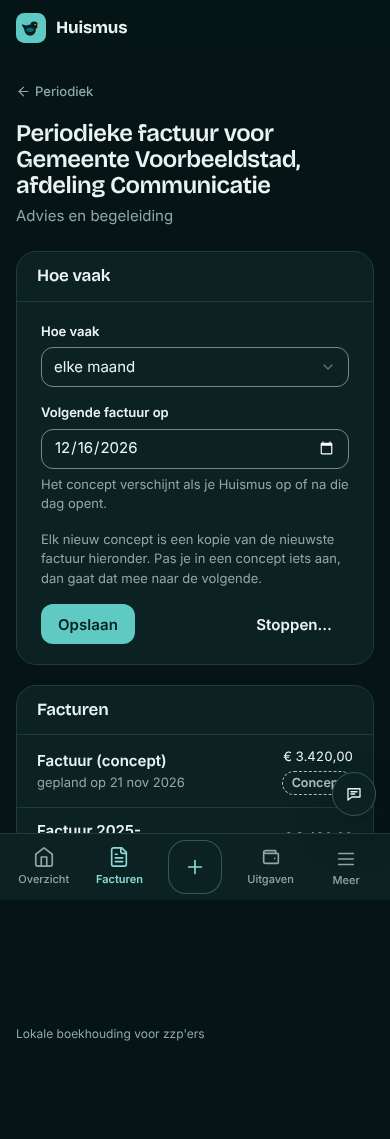 Huismus
Periodiek
Periodieke factuur voor
Gemeente Voorbeeldstad,
afdeling Communicatie
Advies en begeleiding
Hoe vaak
Hoe vaak
elke maand
Volgende factuur op
12/16/2026
Het concept verschijnt als je Huismus op of na die
dag opent.
Elk nieuw concept is een kopie van de nieuwste
factuur hieronder. Pas je in een concept iets aan,
dan gaat dat mee naar de volgende.
Opslaan
Stoppen...
Facturen
Factuur (concept)
€ 3.420,00
gepland op 21 nov 2026
Factuur 2025-
Overzicht
Facturen
Uitgaven
Meer
Lokale boekhouding voor zzp'ers